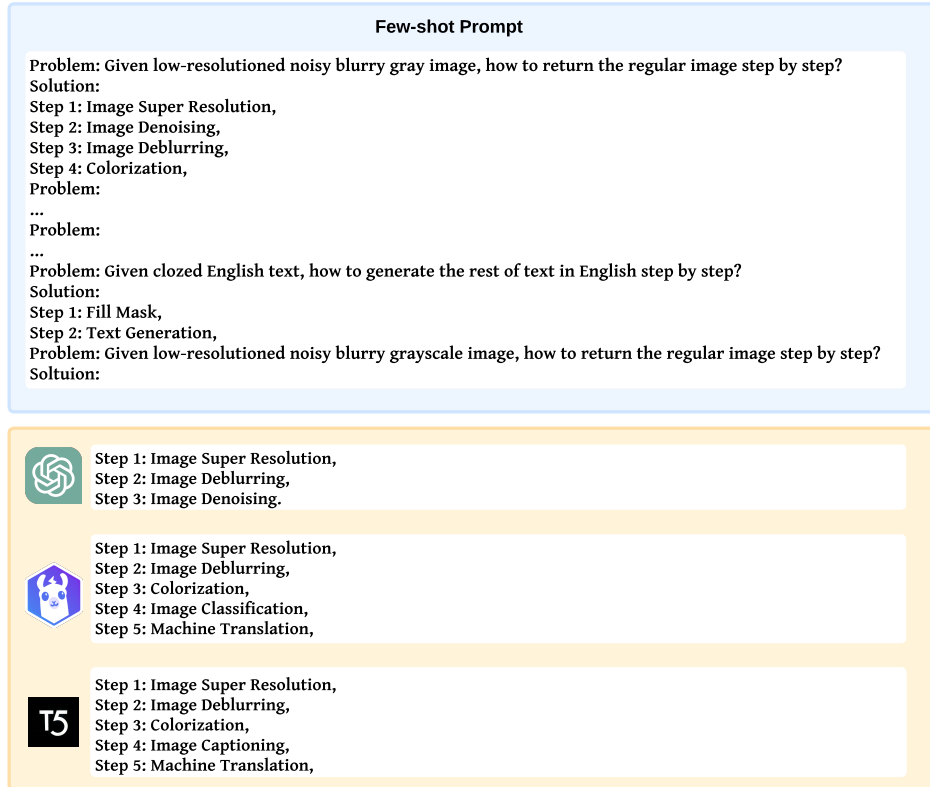 Few-shot Prompt
Problem: Given low-resolutioned noisy blurry gray image, how to return the regular image step by step?
Solution:
Step 1: Image Super Resolution,
Step 2: Image Denoising,
Step 3: Image Deblurring,
Step 4: Colorization,
Problem:
...
Problem:
...
Problem: Given clozed English text, how to generate the rest of text in English step by step?
Solution:
Step 1: Fill Mask,
Step 2: Text Generation,
Problem: Given low-resolutioned noisy blurry grayscale image, how to return the regular image step by step?
Soltuion:
Step 1: Image Super Resolution,
Step 2: Image Deblurring,
Step 3: Image Denoising.
Step 1: Image Super Resolution,
Step 2: Image Deblurring,
Step 3: Colorization,
Step 4: Image Classification,
Step 5: Machine Translation,
T5
Step 1: Image Super Resolution,
Step 2: Image Deblurring,
Step 3: Colorization,
Step 4: Image Captioning,
Step 5: Machine Translation,